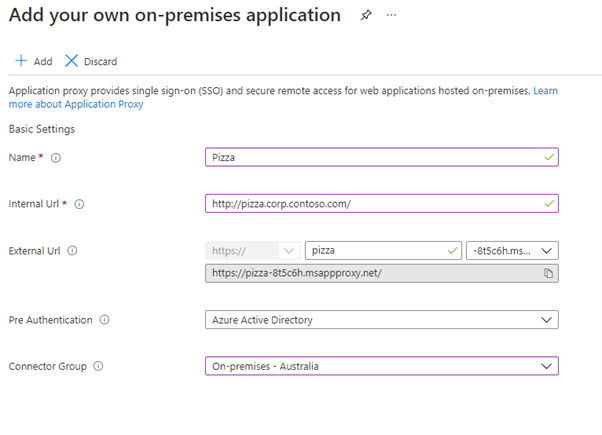 Add your own on-premises application
Add Discard
Application proxy provides single sign-on (SSO) and secure remote access for web applications hosted on-premises. Learn
more about Application Proxy
Basic Settings
Name * Pizza
Internal Url * http://pizza.corp.contoso.com/
External Url https:// pizza -8t5c6h.ms...
https://pizza-8t5c6h.msappproxy.net/
Pre Authentication Azure Active Directory
Connector Group On-premises - Australia